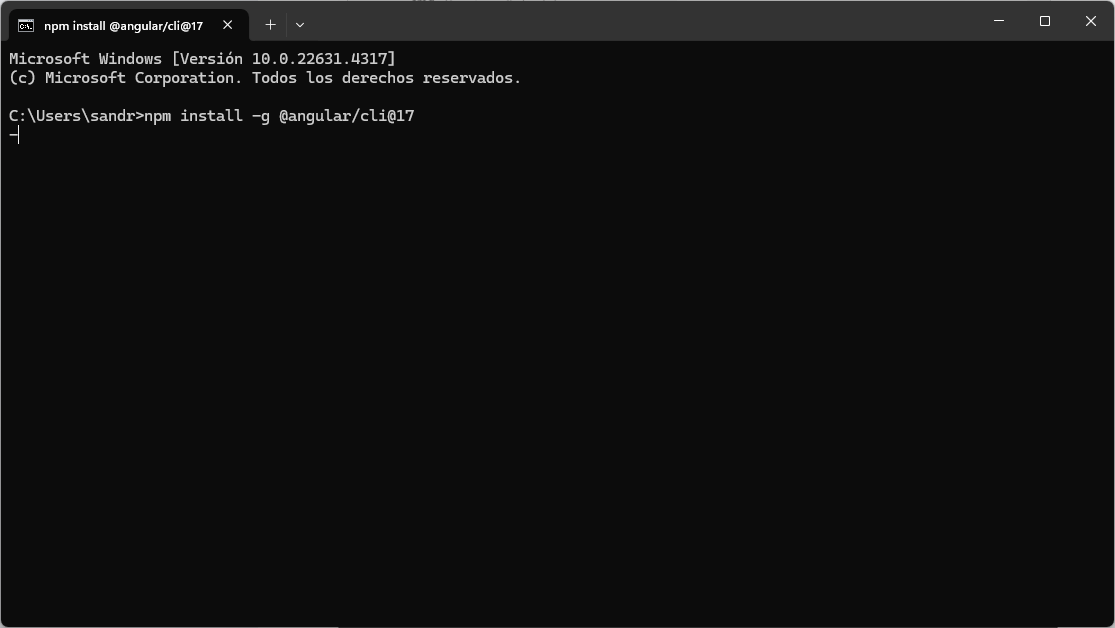 npm install @angular/cli@17
Microsoft Windows [Versión 10.0.22631.4317]
(c) Microsoft Corporation. Todos los derechos reservados.
C:\Users\sandr>npm install -g @angular/cli@17
-